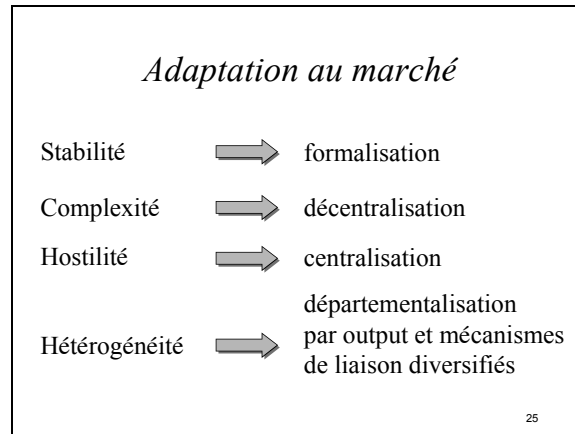 Adaptation au marché
Stabilité formalisation
Complexité décentralisation
Hostilité centralisation
Hétérogénéité départementalisation
par output et mécanismes
de liaison diversifiés
25